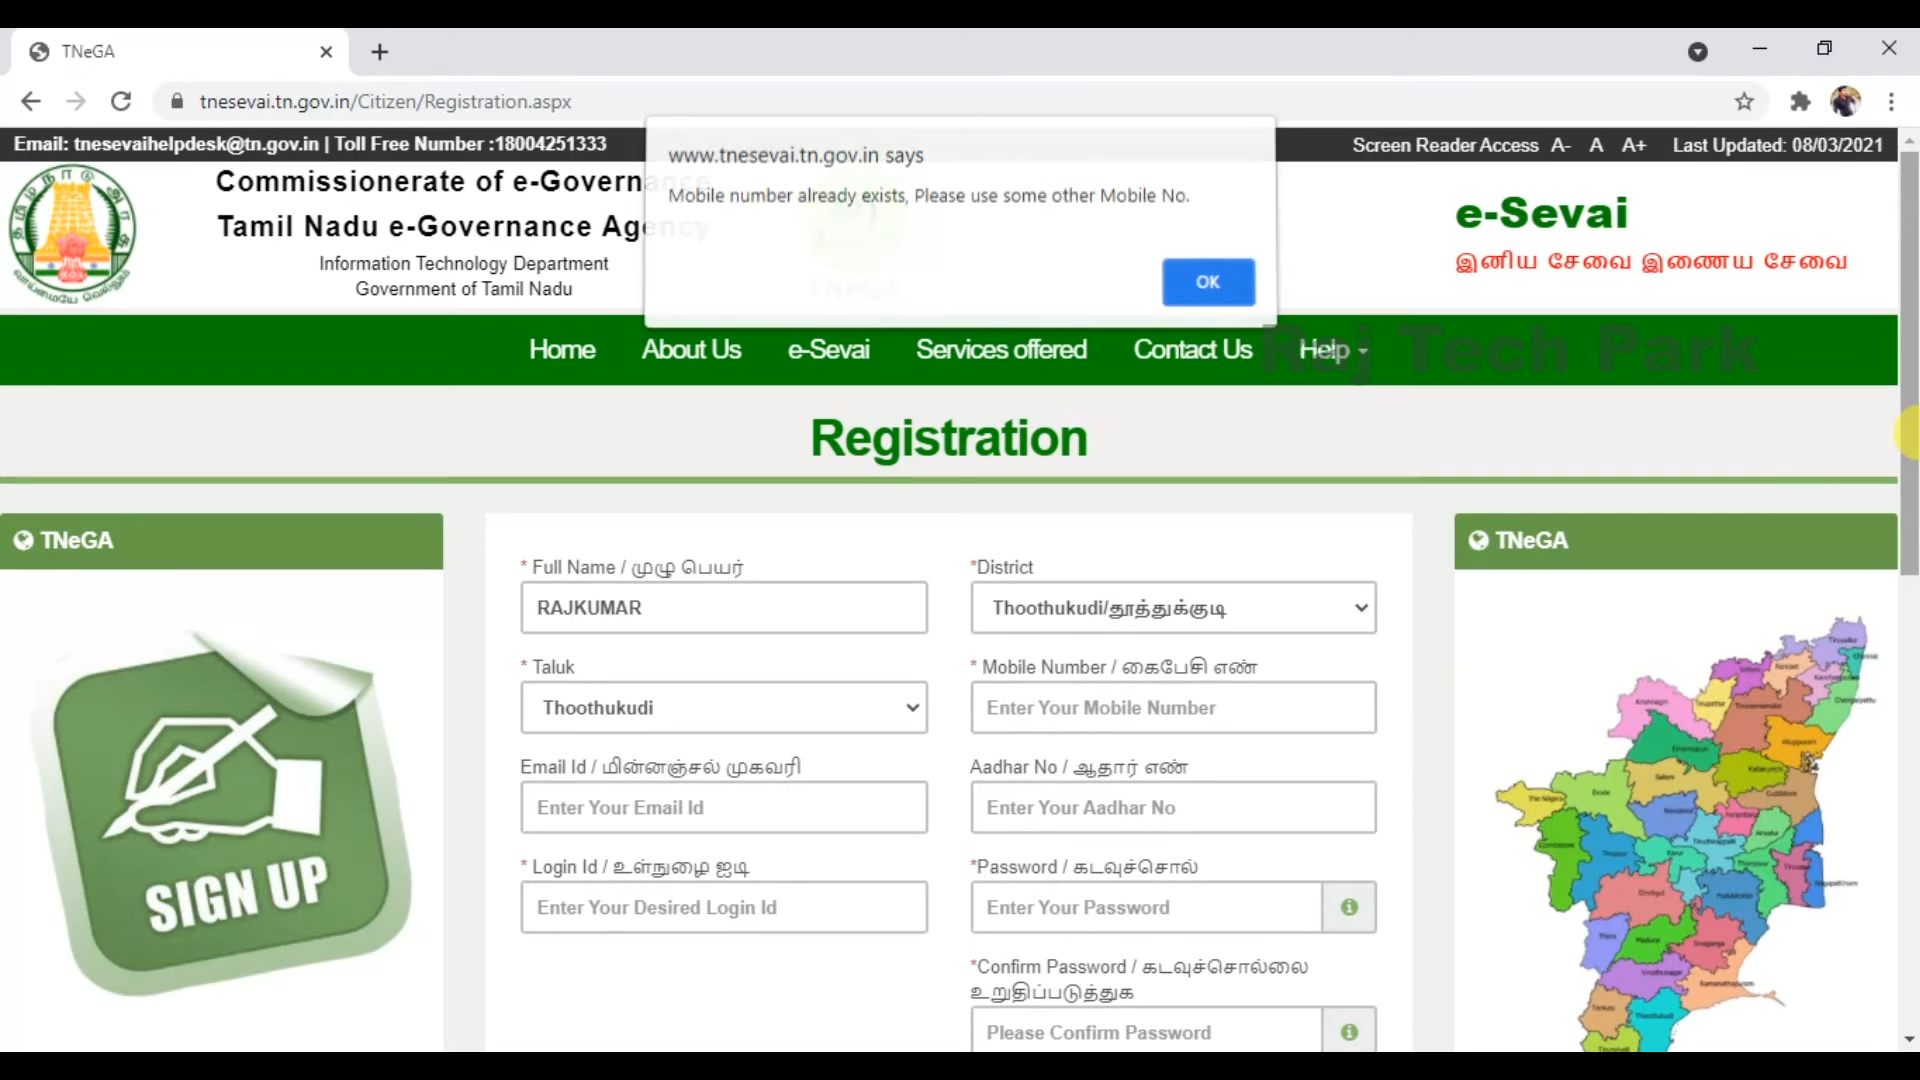 TNeGA
tnesevai.tn.gov.in/Citizen/Registration.aspx
Email: tnesevaihelpdesk@tn.gov.in | Toll Free Number :18004251333
Screen Reader Access A- A A+ Last Updated: 08/03/2021
www.tnesevai.tn.gov.in says
Mobile number already exists, Please use some other Mobile No.
OK
Commissionerate of e-Governance
Tamil Nadu e-Governance Agency
Information Technology Department
Government of Tamil Nadu
TNeGA
e-Sevai
இனிய சேவை இணைய சேவை
Home About Us e-Sevai Services offered Contact Us Help
Raj Tech Park
Registration
TNeGA
SIGN UP
* Full Name / முழு பெயர்
RAJKUMAR
*District
Thoothukudi/தூத்துக்குடி
* Taluk
Thoothukudi
* Mobile Number / கைபேசி எண்
Enter Your Mobile Number
Email Id / மின்னஞ்சல் முகவரி
Enter Your Email Id
Aadhar No / ஆதார் எண்
Enter Your Aadhar No
* Login Id / உள்நுழை ஐடி
Enter Your Desired Login Id
*Password / கடவுச்சொல்
Enter Your Password
*Confirm Password / கடவுச்சொல்லை
உறுதிப்படுத்துக
Please Confirm Password
TNeGA